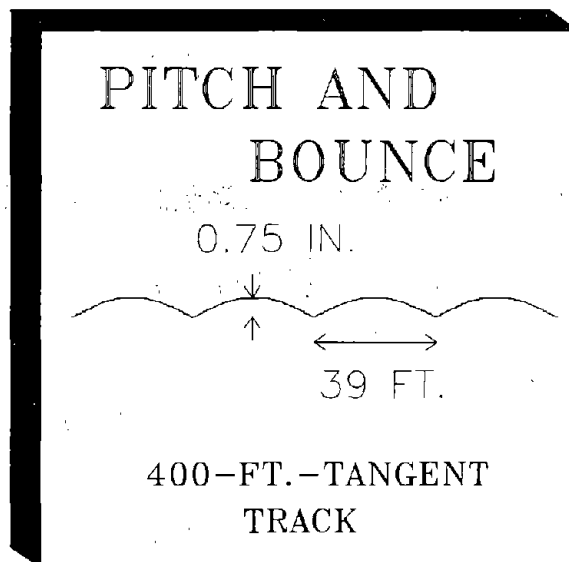 PITCH AND
BOUNCE
0.75 IN.
39 FT.
400-FT.-TANGENT
TRACK